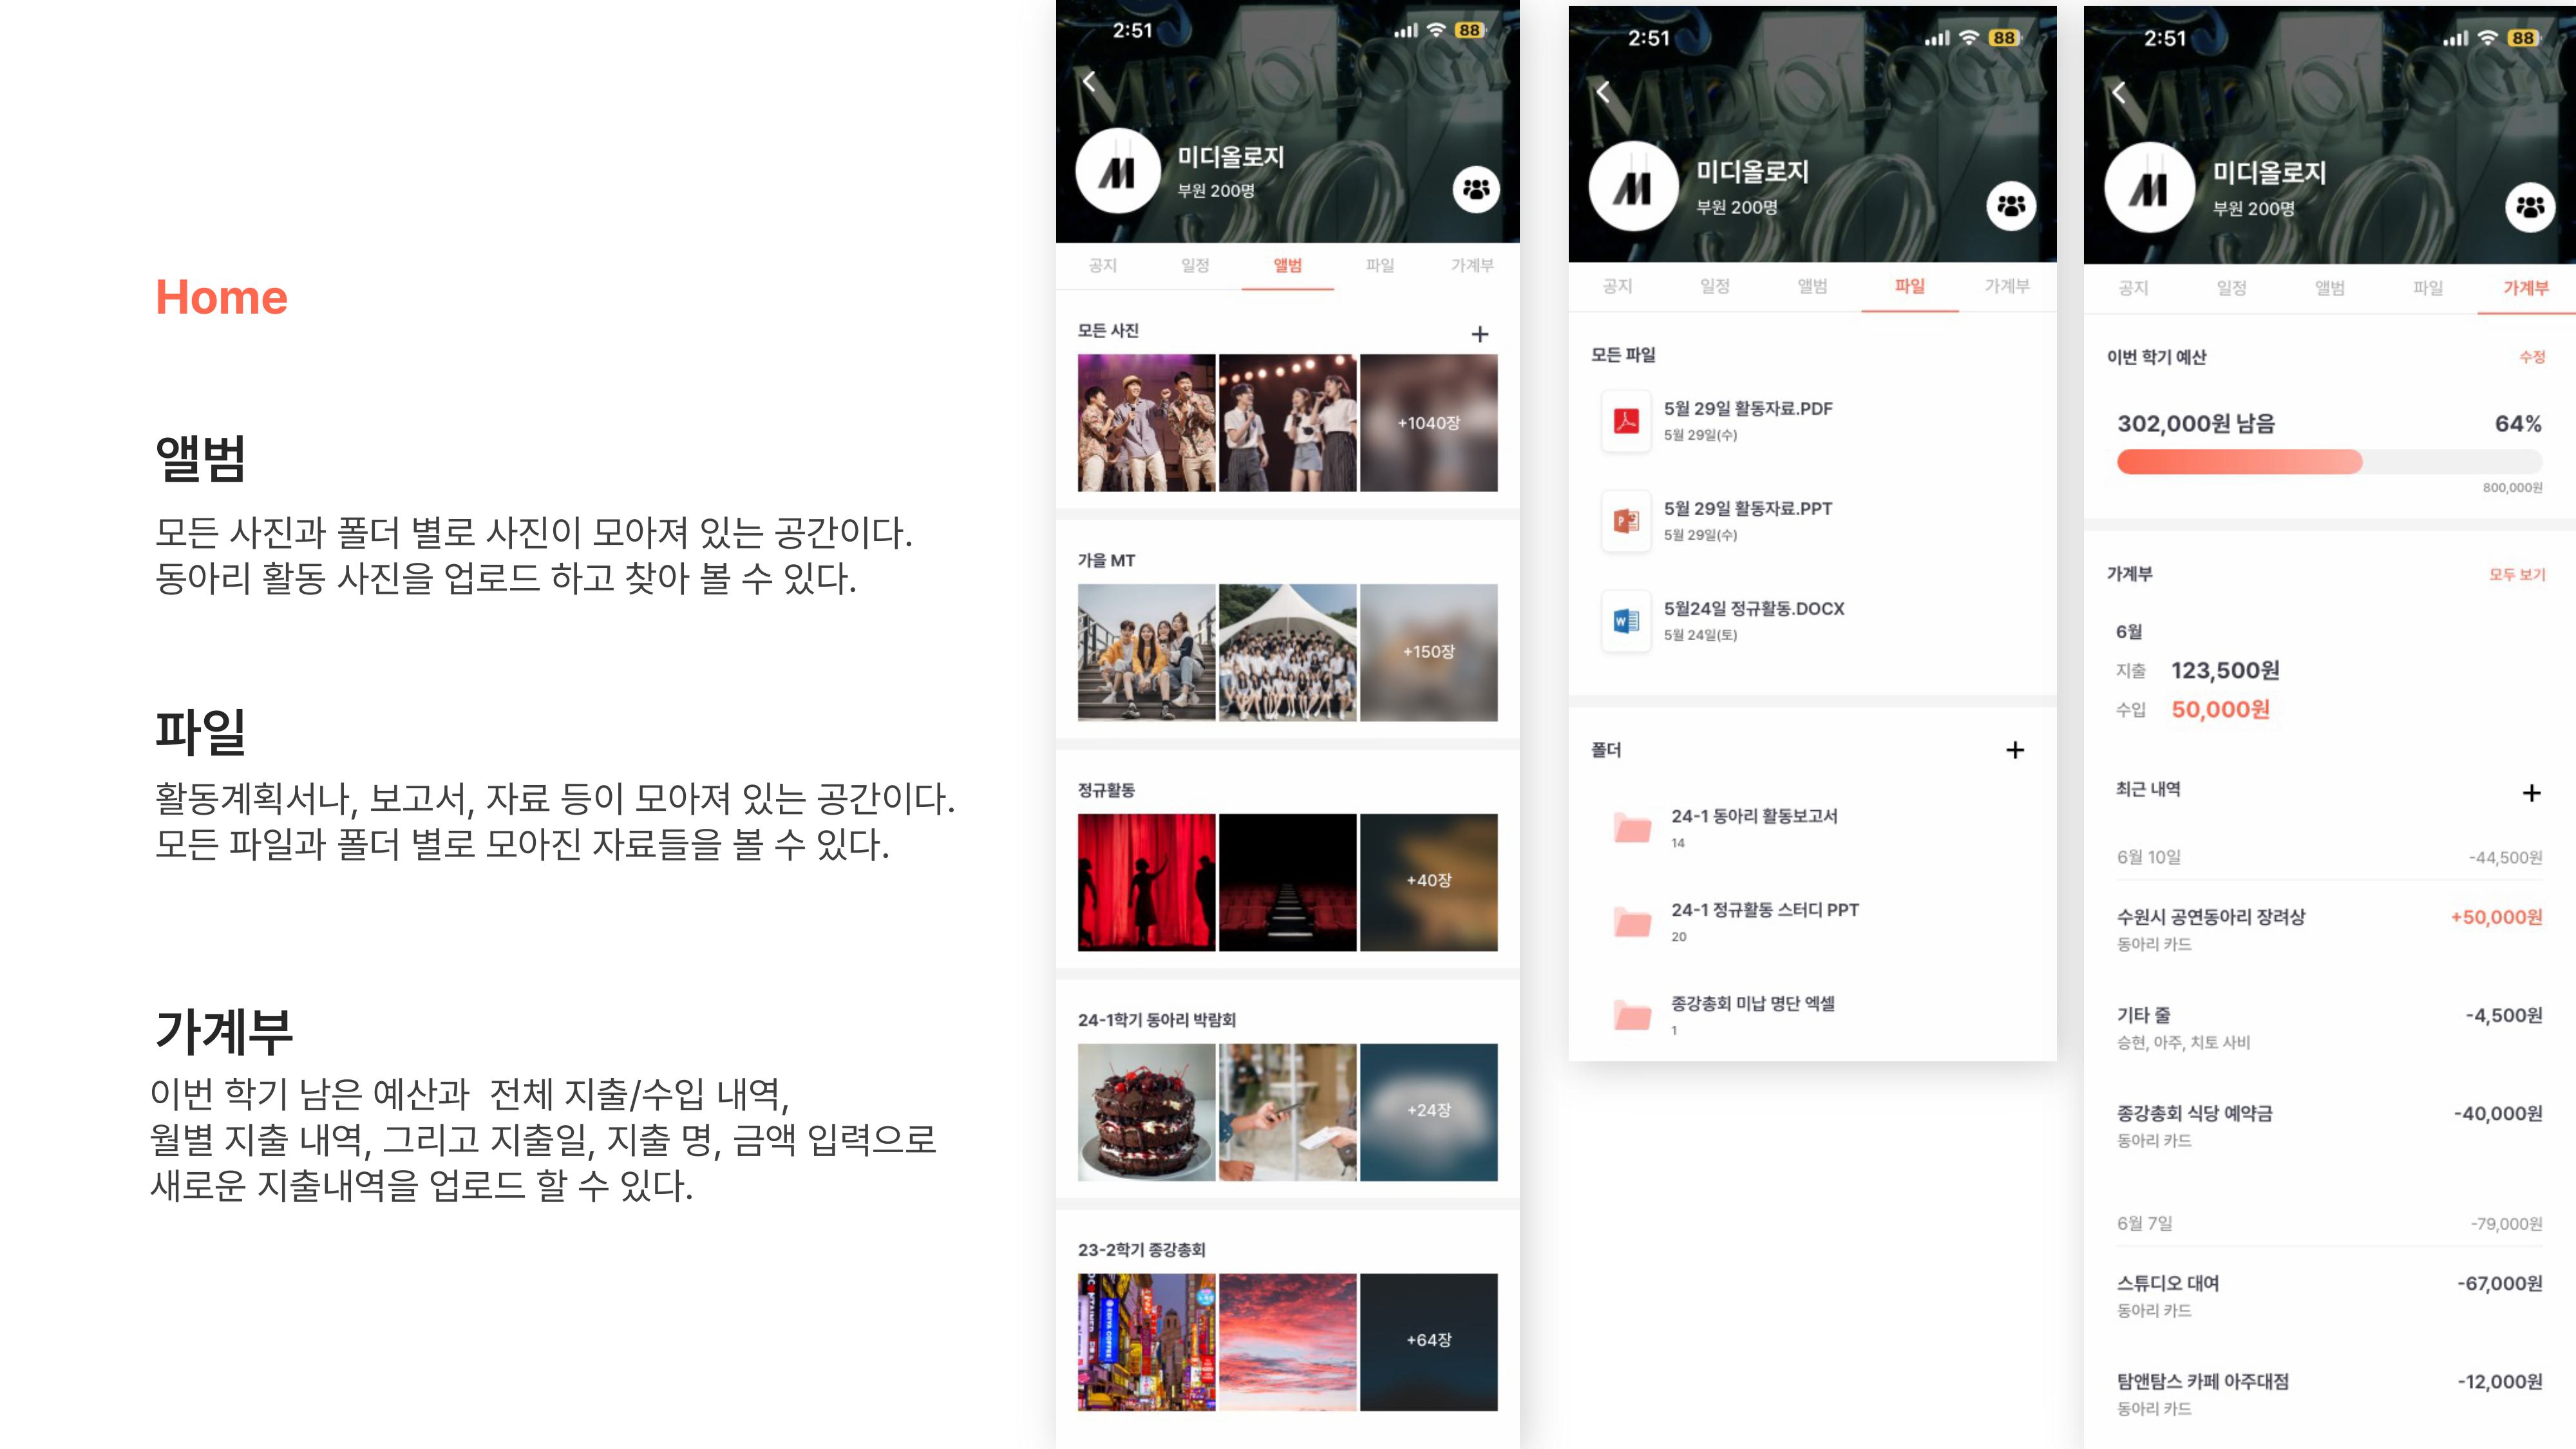 Home
앨범
모든 사진과 폴더 별로 사진이 모아져 있는 공간이다.
동아리 활동 사진을 업로드 하고 찾아 볼 수 있다.
파일
활동계획서나, 보고서, 자료 등이 모아져 있는 공간이다.
모든 파일과 폴더 별로 모아진 자료들을 볼 수 있다.
가계부
이번 학기 남은 예산과  전체 지출/수입 내역,
월별 지출 내역, 그리고 지출일, 지출 명, 금액 입력으로
새로운 지출내역을 업로드 할 수 있다.
2:51
88
MIDIOLOGY
미디올로지
부원 200명
공지 일정 앨범 파일 가계부
모든 사진
+
+1040장
가을 MT
+150장
정규활동
+40장
24-1학기 동아리 박람회
+24장
23-2학기 종강총회
EDIYA COFFEE
+64장
2:51
88
MIDIOLOGY
미디올로지
부원 200명
공지 일정 앨범 파일 가계부
모든 파일
5월 29일 활동자료.PDF
5월 29일(수)
5월 29일 활동자료.PPT
5월 29일(수)
5월24일 정규활동.DOCX
5월 24일(토)
폴더 +
24-1 동아리 활동보고서
14
24-1 정규활동 스터디 PPT
20
종강총회 미납 명단 엑셀
1
2:51
88
MIDIOLOGY
미디올로지
부원 200명
공지 일정 앨범 파일 가계부
이번 학기 예산 수정
302,000원 남음 64%
800,000원
가계부 모두 보기
6월
지출 123,500원
수입 50,000원
최근 내역 +
6월 10일 -44,500원
수원시 공연동아리 장려상 +50,000원
동아리 카드
기타 줄 -4,500원
승현, 아주, 치토 사비
종강총회 식당 예약금 -40,000원
동아리 카드
6월 7일 -79,000원
스튜디오 대여 -67,000원
동아리 카드
탐앤탐스 카페 아주대점 -12,000원
동아리 카드